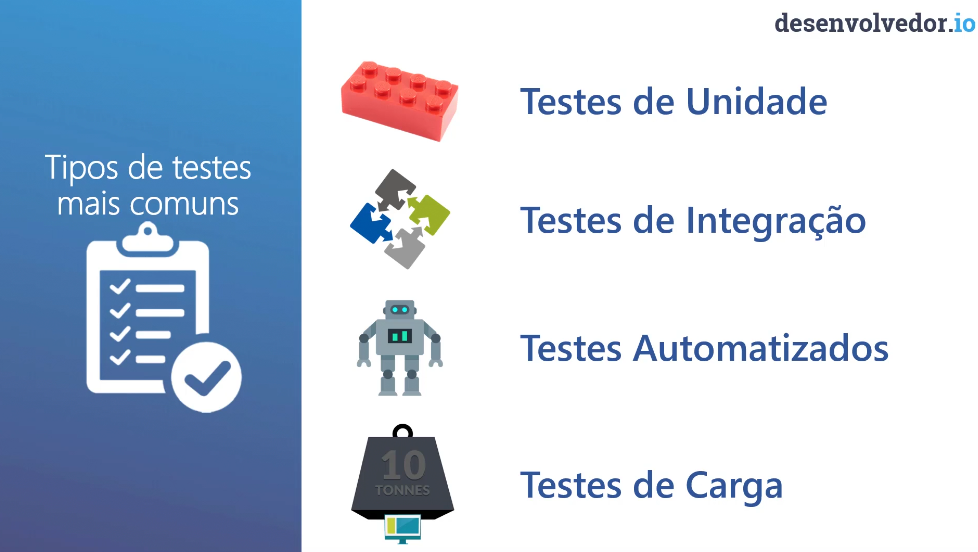 desenvolvedor.io
Tipos de testes
mais comuns
Testes de Unidade
Testes de Integração
Testes Automatizados
10
TONNES
Testes de Carga